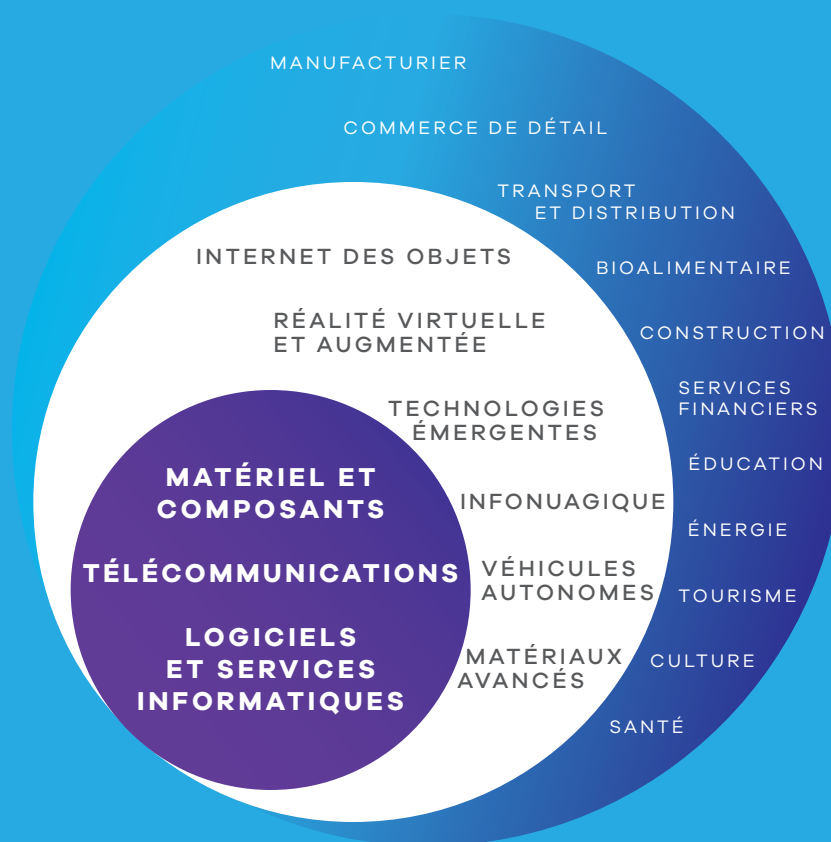 MANUFACTURIER
COMMERCE DE DÉTAIL
TRANSPORT
ET DISTRIBUTION
BIOALIMENTAIRE
CONSTRUCTION
SERVICES
FINANCIERS
ÉDUCATION
ÉNERGIE
TOURISME
CULTURE
SANTÉ
INTERNET DES OBJETS
RÉALITÉ VIRTUELLE
ET AUGMENTÉE
TECHNOLOGIES
ÉMERGENTES
INFONUAGIQUE
VÉHICULES
AUTONOMES
MATÉRIAUX
AVANCÉS
MATÉRIEL ET
COMPOSANTS
TÉLÉCOMMUNICATIONS
LOGICIELS
ET SERVICES
INFORMATIQUES